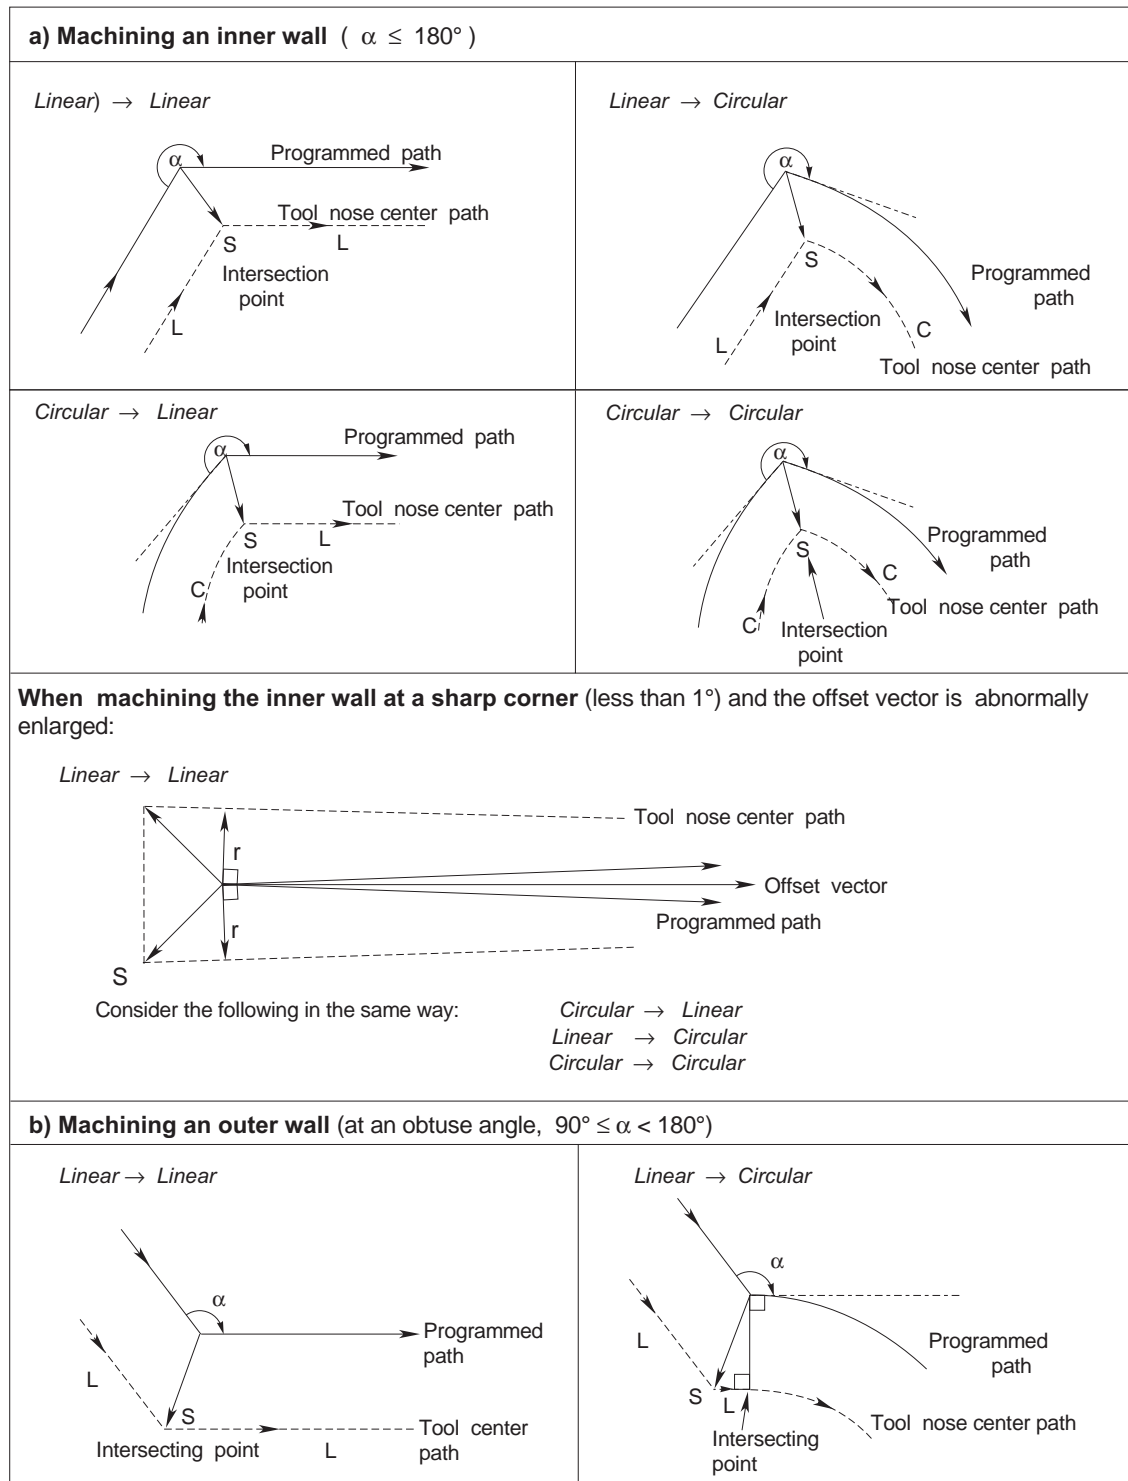 a) Machining an inner wall ( α ≤ 180° )
Linear) → Linear
α
Programmed path
Tool nose center path
S
L
Intersection
point
L
Linear → Circular
α
Programmed
path
S
Intersection
point
L
C
Tool nose center path
Circular → Linear
α
Programmed path
Tool nose center path
S
L
Intersection
point
C
Circular → Circular
α
Programmed
path
S
C
Tool nose center path
C
Intersection
point
When machining the inner wall at a sharp corner (less than 1°) and the offset vector is abnormally
enlarged:
Linear → Linear
Tool nose center path
r
Offset vector
Programmed path
r
S
Consider the following in the same way:
Circular → Linear
Linear → Circular
Circular → Circular
b) Machining an outer wall (at an obtuse angle, 90° ≤ α < 180°)
Linear → Linear
α
Programmed
path
L
S
Tool center
path
Intersecting point
L
Linear → Circular
α
L
Programmed
path
S
L
Tool nose center path
Intersecting
point